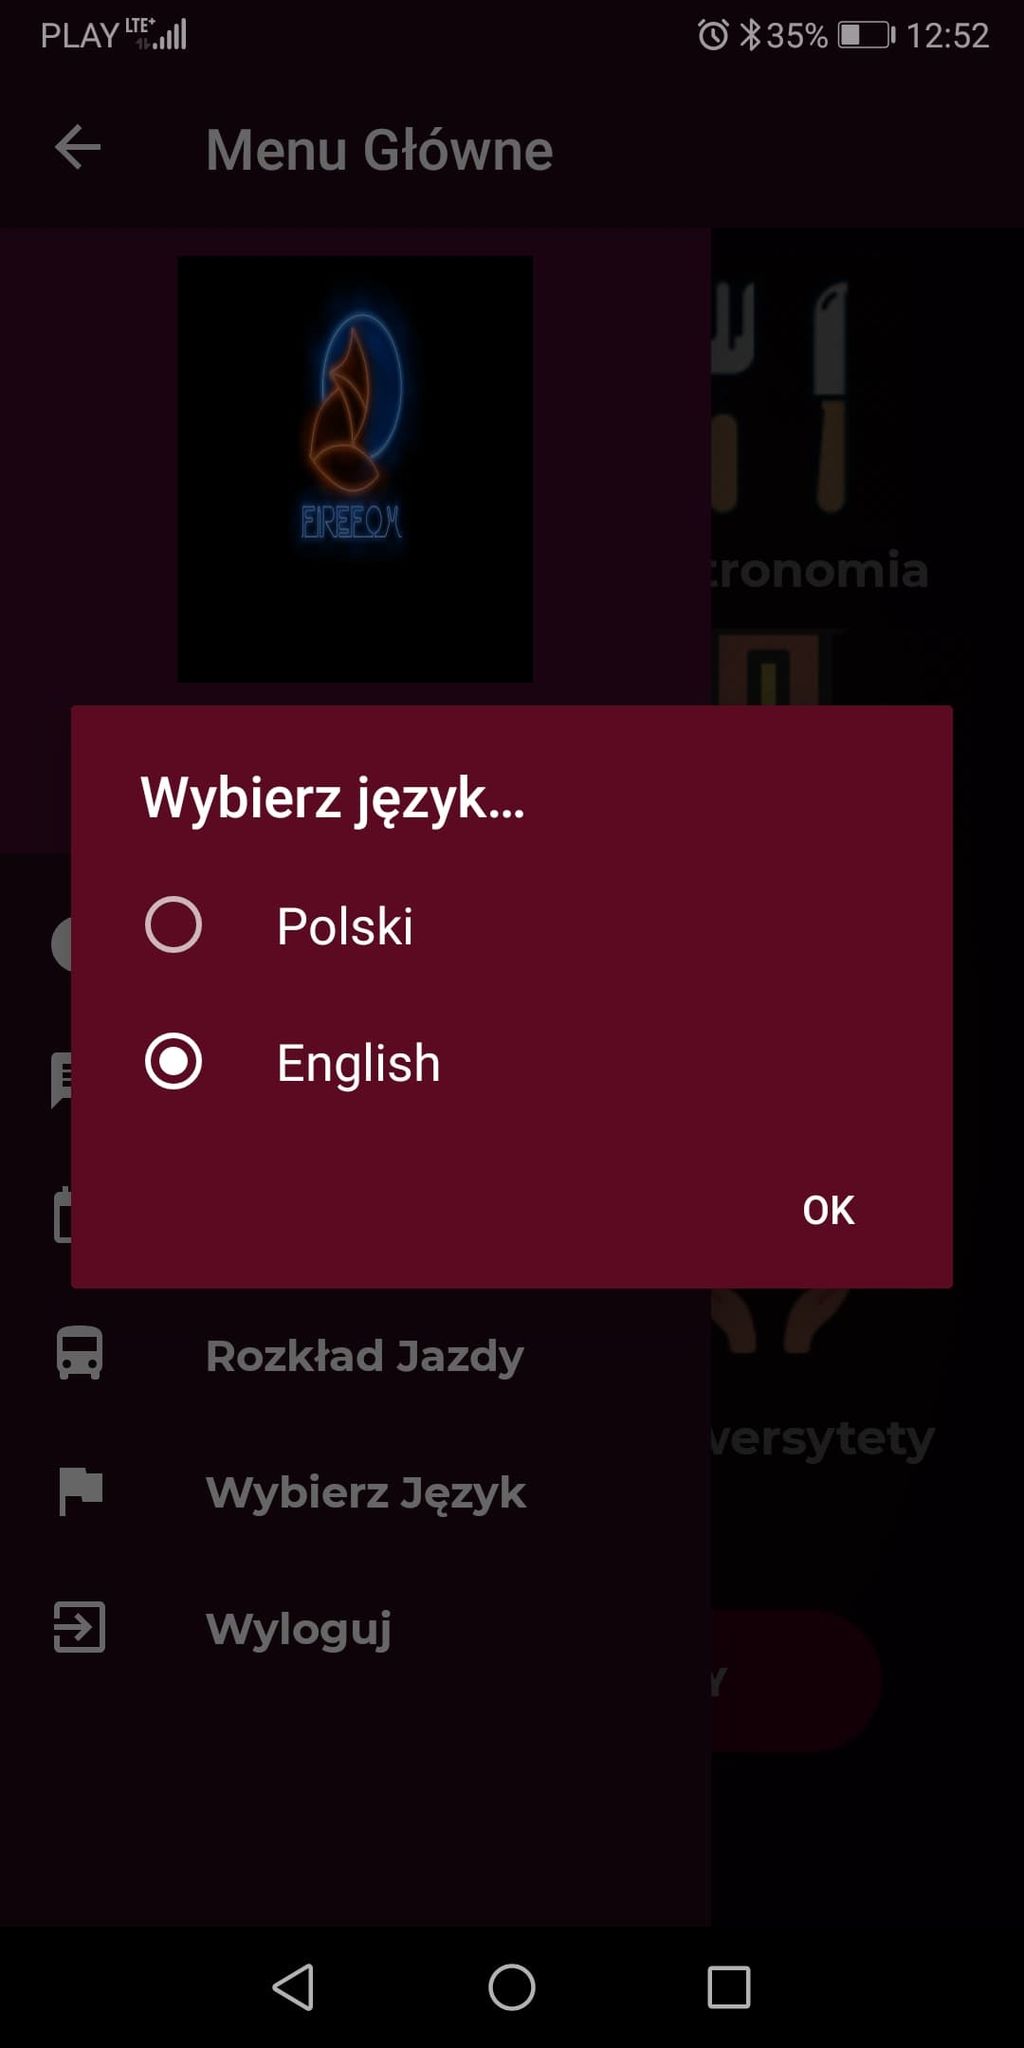 PLAY LTE+ 35% 12:52
Menu Główne
FIREFOX
tronomia
Wybierz język...
Polski
English
OK
Rozkład Jazdy
wersytety
Wybierz Język
Wyloguj
Y